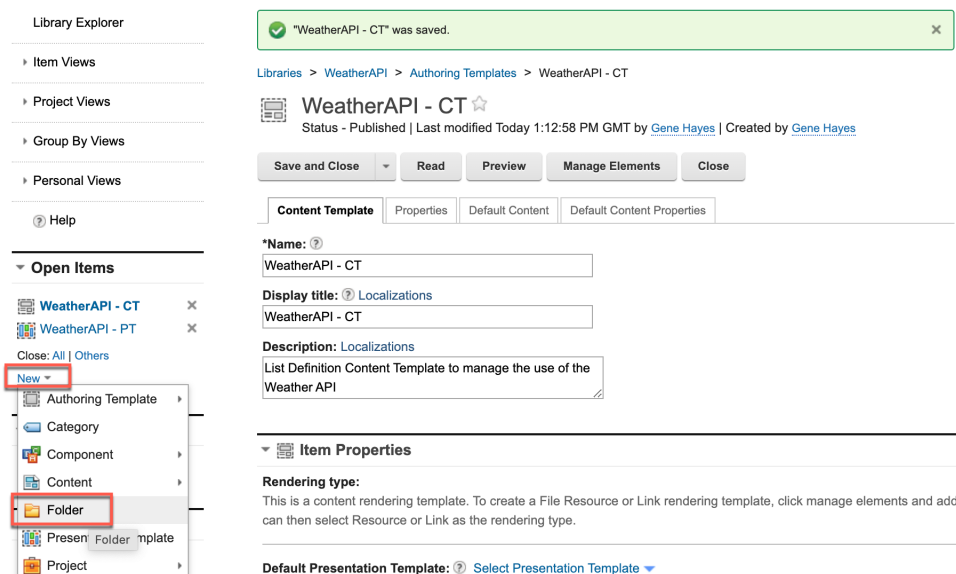 Library Explorer
Item Views
Project Views
Group By Views
Personal Views
Help
Open Items
WeatherAPI - CT
WeatherAPI - PT
Close: All | Others
New
Authoring Template
Category
Component
Content
Folder
Folder
Project
"WeatherAPI - CT" was saved.
Libraries > WeatherAPI > Authoring Templates > WeatherAPI - CT
WeatherAPI - CT
Status - Published | Last modified Today 1:12:58 PM GMT by Gene Hayes | Created by Gene Hayes
Save and Close Read Preview Manage Elements Close
Content Template Properties Default Content Default Content Properties
*Name:
WeatherAPI - CT
Display title: Localizations
WeatherAPI - CT
Description: Localizations
List Definition Content Template to manage the use of the
Weather API
Item Properties
Rendering type:
This is a content rendering template. To create a File Resource or Link rendering template, click manage elements and add
can then select Resource or Link as the rendering type.
Default Presentation Template: Select Presentation Template